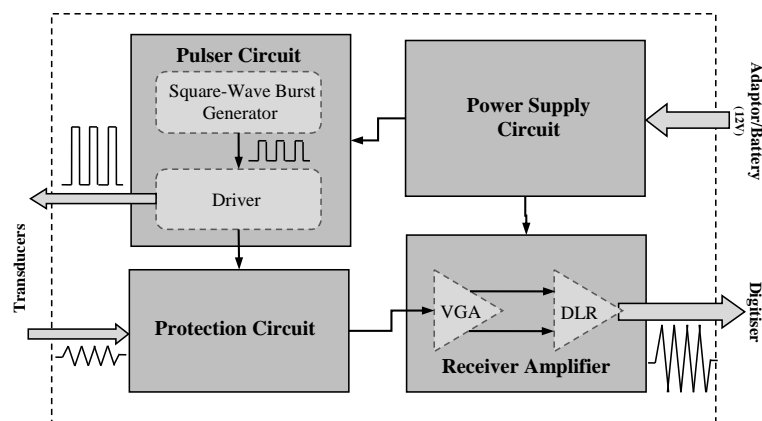 Pulser Circuit
Square-Wave Burst
Generator
Driver
Power Supply
Circuit
Adaptor/Battery
(12V)
Transducers
Protection Circuit
VGA
DLR
Receiver Amplifier
Digitiser